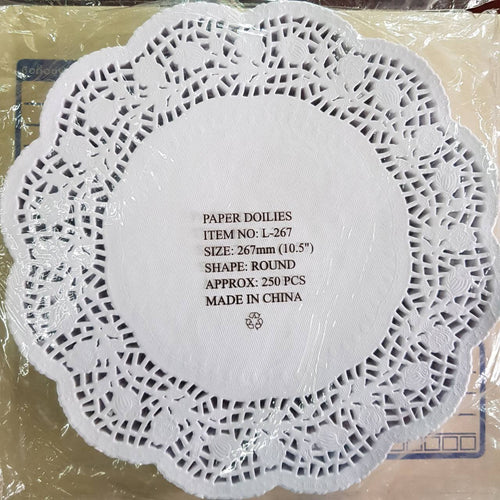 PAPER DOILIES
ITEM NO: L-267
SIZE: 267mm (10.5")
SHAPE: ROUND
APPROX: 250 PCS
MADE IN CHINA